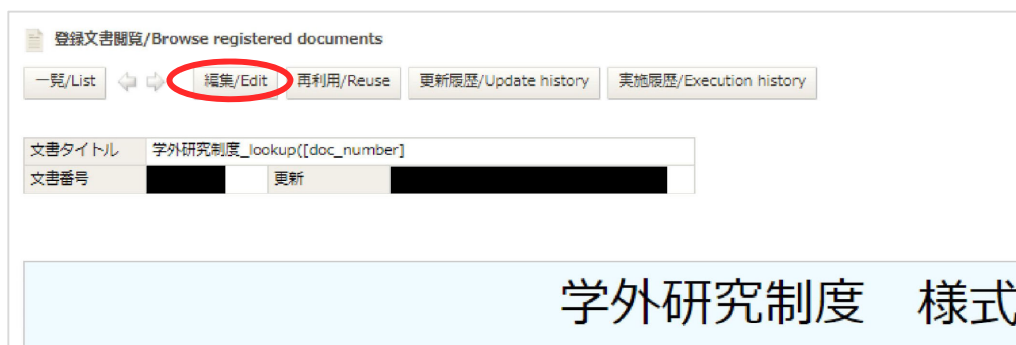 登録文書閲覧/Browse registered documents
一覧/List 編集/Edit 再利用/Reuse 更新履歴/Update history 実施履歴/Execution history
文書タイトル 学外研究制度_lookup([doc_number]
文書番号 更新
学外研究制度　様式